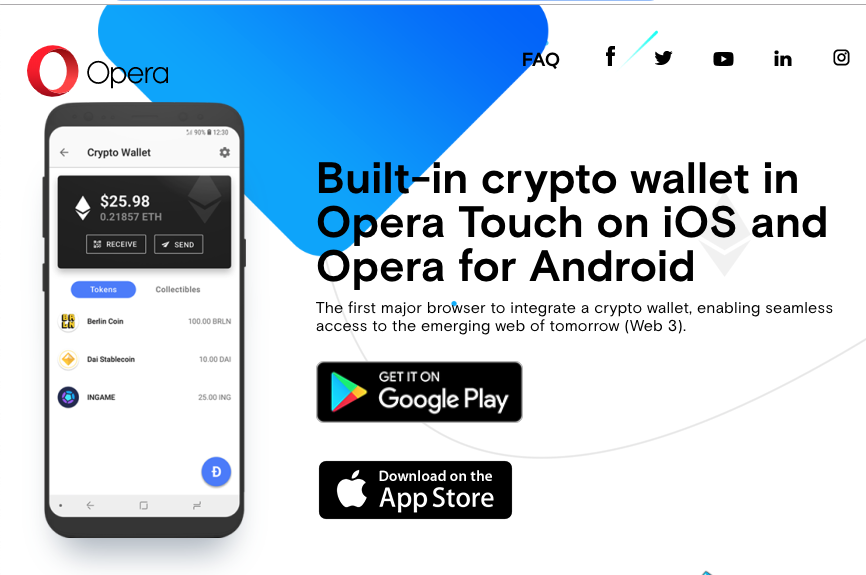 Opera
FAQ
90% 12:30
Crypto Wallet
$25.98
0.21857 ETH
RECEIVE
SEND
Tokens
Collectibles
Berlin Coin
100.00 BRLN
Dai Stablecoin
10.00 DAI
INGAME
25.00 ING
Built-in crypto wallet in
Opera Touch on iOS and
Opera for Android
The first major browser to integrate a crypto wallet, enabling seamless
access to the emerging web of tomorrow (Web 3).
GET IT ON
Google Play
Download on the
App Store